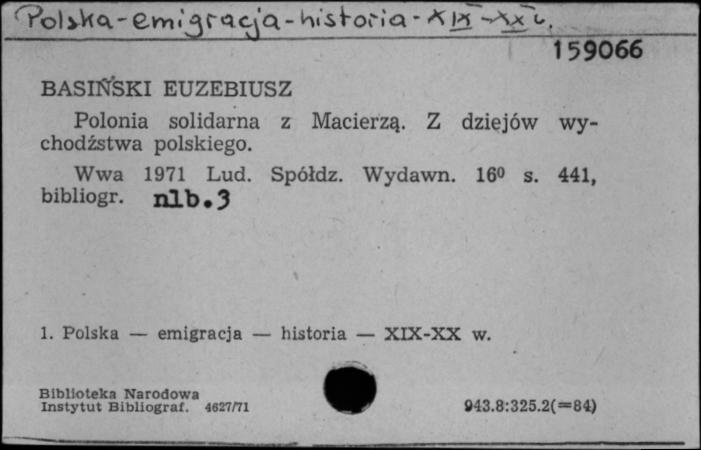 Polska-emigracja-historia-XIX-XX w.
159066
BASIŃSKI EUZEBIUSZ
Polonia solidarna z Macierzą. Z dziejów wy-
chodźstwa polskiego.
Wwa 1971 Lud. Spółdz. Wydawn. 16⁰ s. 441,
bibliogr. nlb.3
1. Polska — emigracja — historia — XIX-XX w.
Biblioteka Narodowa
Instytut Bibliograf. 4627/71
943.8:325.2(=84)